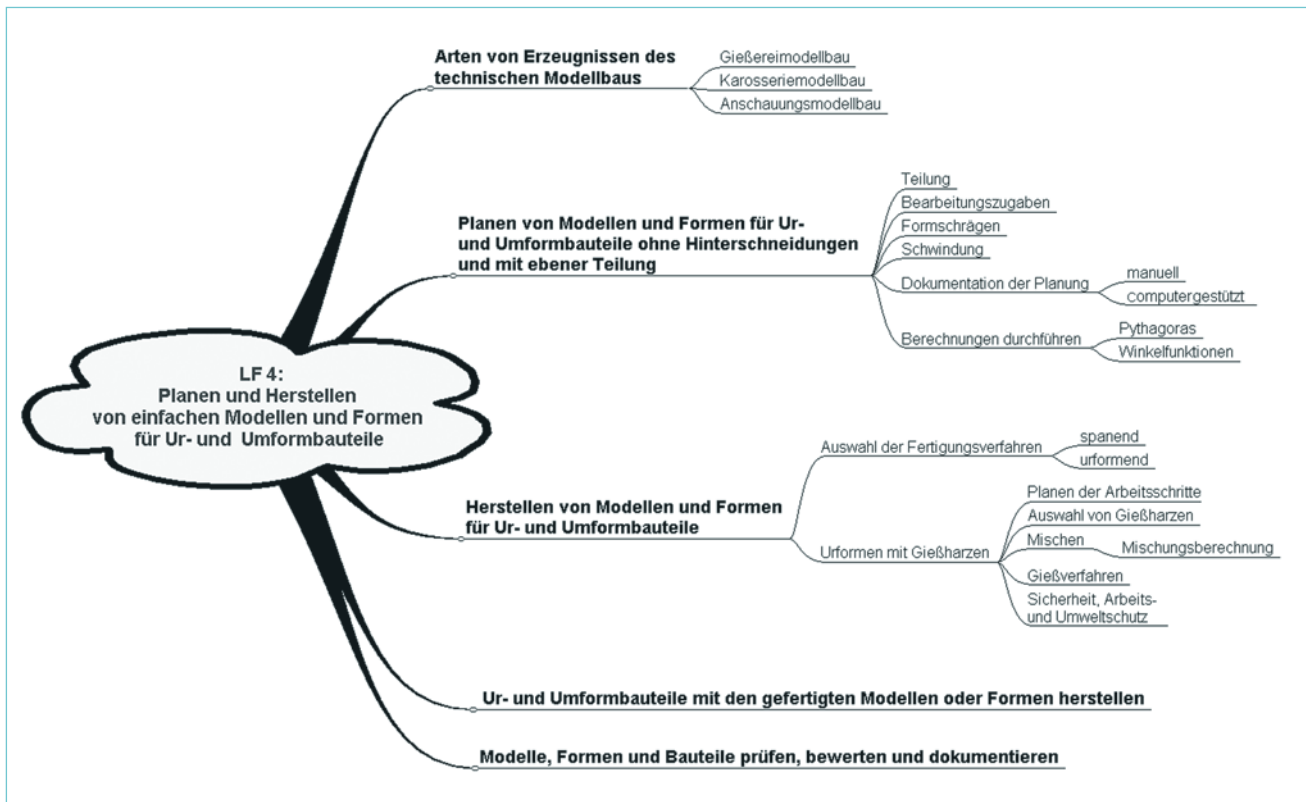 Arten von Erzeugnissen des
technischen Modellbaus
Gießereimodellbau
Karosseriemodellbau
Anschauungsmodellbau
Planen von Modellen und Formen für Ur-
und Umformbauteile ohne Hinterschneidungen
und mit ebener Teilung
Teilung
Bearbeitungszugaben
Formschrägen
Schwindung
Dokumentation der Planung
manuell
computergestützt
Berechnungen durchführen
Pythagoras
Winkelfunktionen
LF 4:
Planen und Herstellen
von einfachen Modellen und Formen
für Ur- und Umformbauteile
Herstellen von Modellen und Formen
für Ur- und Umformbauteile
Auswahl der Fertigungsverfahren
spanend
urformend
Urformen mit Gießharzen
Planen der Arbeitsschritte
Auswahl von Gießharzen
Mischen
Mischungsberechnung
Gießverfahren
Sicherheit, Arbeits-
und Umweltschutz
Ur- und Umformbauteile mit den gefertigten Modellen oder Formen herstellen
Modelle, Formen und Bauteile prüfen, bewerten und dokumentieren